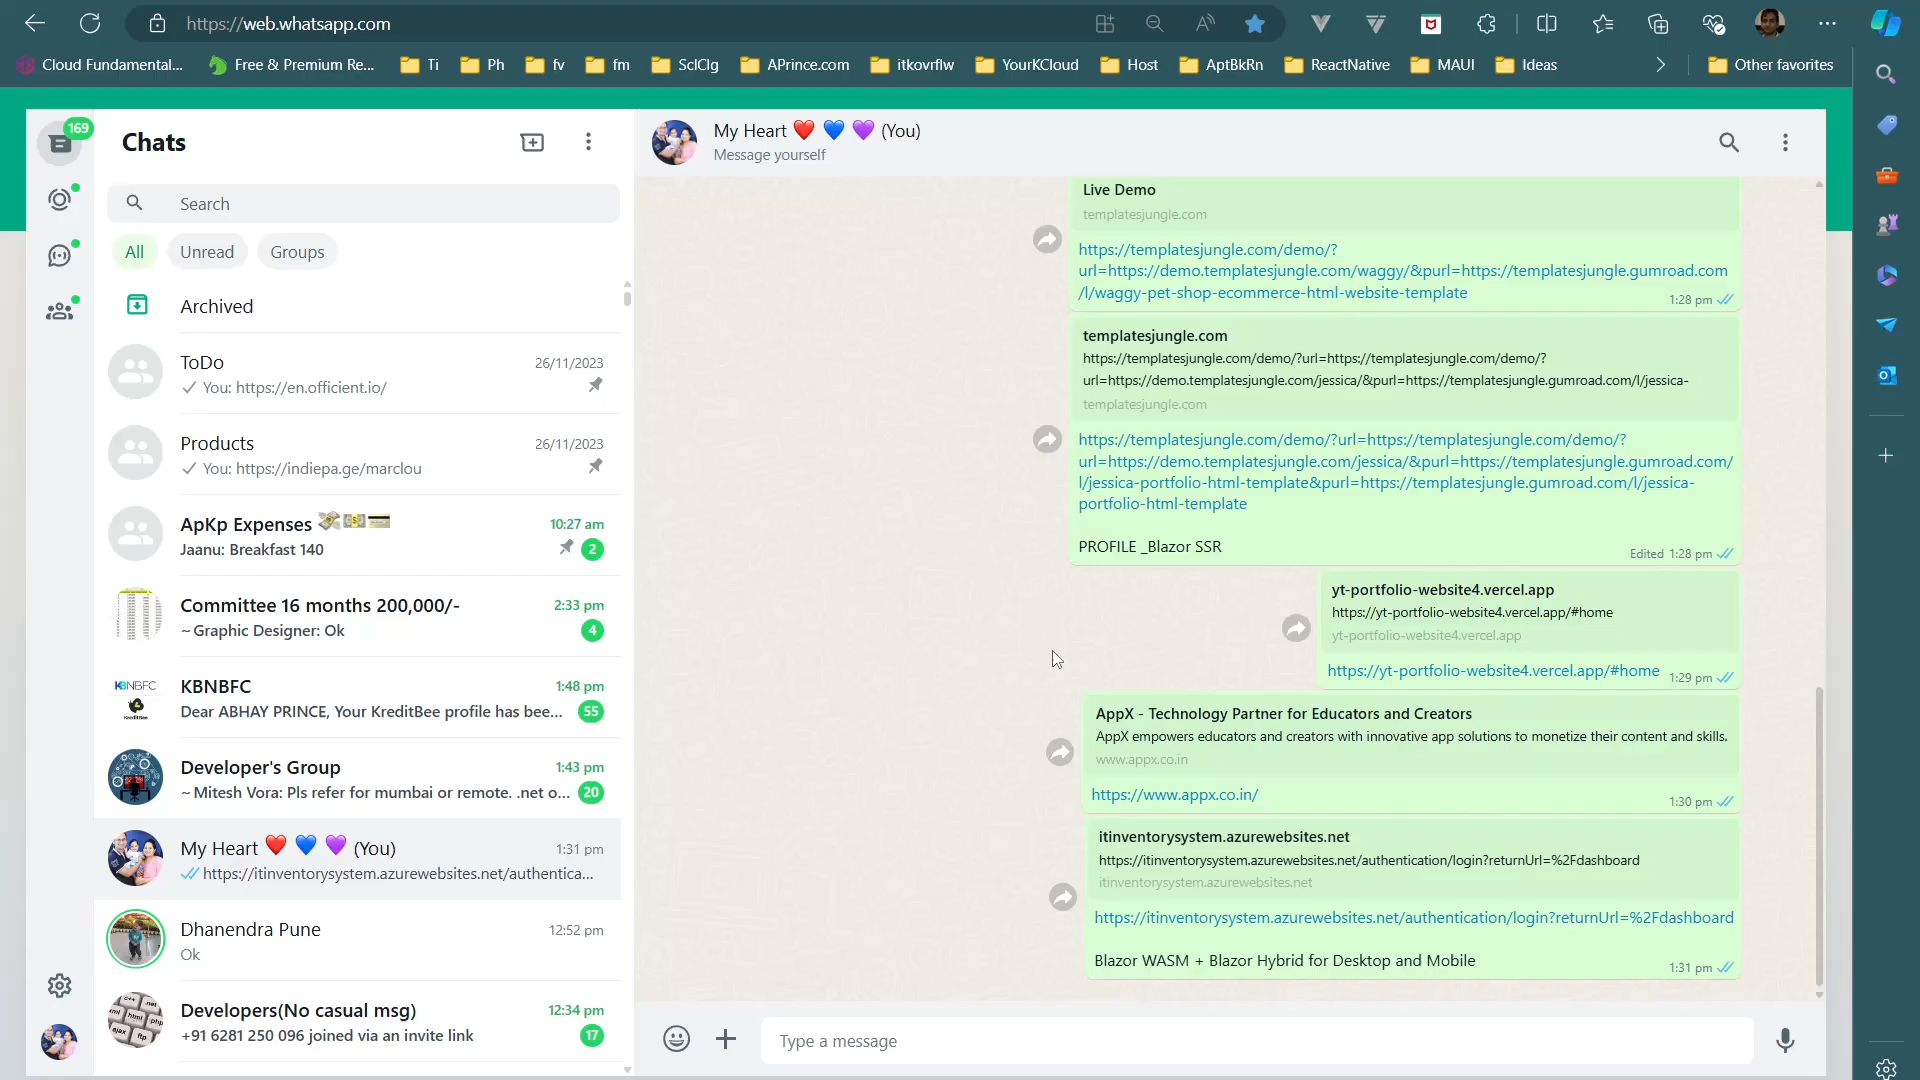 https://web.whatsapp.com
Cloud Fundamental...
Free & Premium Re...
Ti
Ph
fv
fm
SclClg
APrince.com
itkovrflw
YourKCloud
Host
AptBkRn
ReactNative
MAUI
Ideas
Other favorites
169
Chats
Search
All
Unread
Groups
Archived
ToDo
26/11/2023
You: https://en.officient.io/
Products
26/11/2023
You: https://indiepa.ge/marclou
ApKp Expenses
10:27 am
Jaanu: Breakfast 140
2
Committee 16 months 200,000/-
2:33 pm
~ Graphic Designer: Ok
4
KBNBFC
KreditBee
KBNBFC
1:48 pm
Dear ABHAY PRINCE, Your KreditBee profile has bee...
55
Developer's Group
1:43 pm
~ Mitesh Vora: Pls refer for mumbai or remote. .net o...
20
My Heart ❤️ 💙 💜 (You)
1:31 pm
https://itinventorysystem.azurewebsites.net/authentica...
Dhanendra Pune
12:52 pm
Ok
Developers(No casual msg)
12:34 pm
+91 6281 250 096 joined via an invite link
17
My Heart ❤️ 💙 💜 (You)
Message yourself
Live Demo
templatesjungle.com
https://templatesjungle.com/demo/?
url=https://demo.templatesjungle.com/waggy/&purl=https://templatesjungle.gumroad.com
/l/waggy-pet-shop-ecommerce-html-website-template
1:28 pm
templatesjungle.com
https://templatesjungle.com/demo/?url=https://templatesjungle.com/demo/?
url=https://demo.templatesjungle.com/jessica/&purl=https://templatesjungle.gumroad.com/l/jessica-
templatesjungle.com
https://templatesjungle.com/demo/?url=https://templatesjungle.com/demo/?
url=https://demo.templatesjungle.com/jessica/&purl=https://templatesjungle.gumroad.com/
l/jessica-portfolio-html-template&purl=https://templatesjungle.gumroad.com/l/jessica-
portfolio-html-template
PROFILE _Blazor SSR
Edited 1:28 pm
yt-portfolio-website4.vercel.app
https://yt-portfolio-website4.vercel.app/#home
yt-portfolio-website4.vercel.app
https://yt-portfolio-website4.vercel.app/#home
1:29 pm
AppX - Technology Partner for Educators and Creators
AppX empowers educators and creators with innovative app solutions to monetize their content and skills.
www.appx.co.in
https://www.appx.co.in/
1:30 pm
itinventorysystem.azurewebsites.net
https://itinventorysystem.azurewebsites.net/authentication/login?returnUrl=%2Fdashboard
itinventorysystem.azurewebsites.net
https://itinventorysystem.azurewebsites.net/authentication/login?returnUrl=%2Fdashboard
Blazor WASM + Blazor Hybrid for Desktop and Mobile
1:31 pm
Type a message